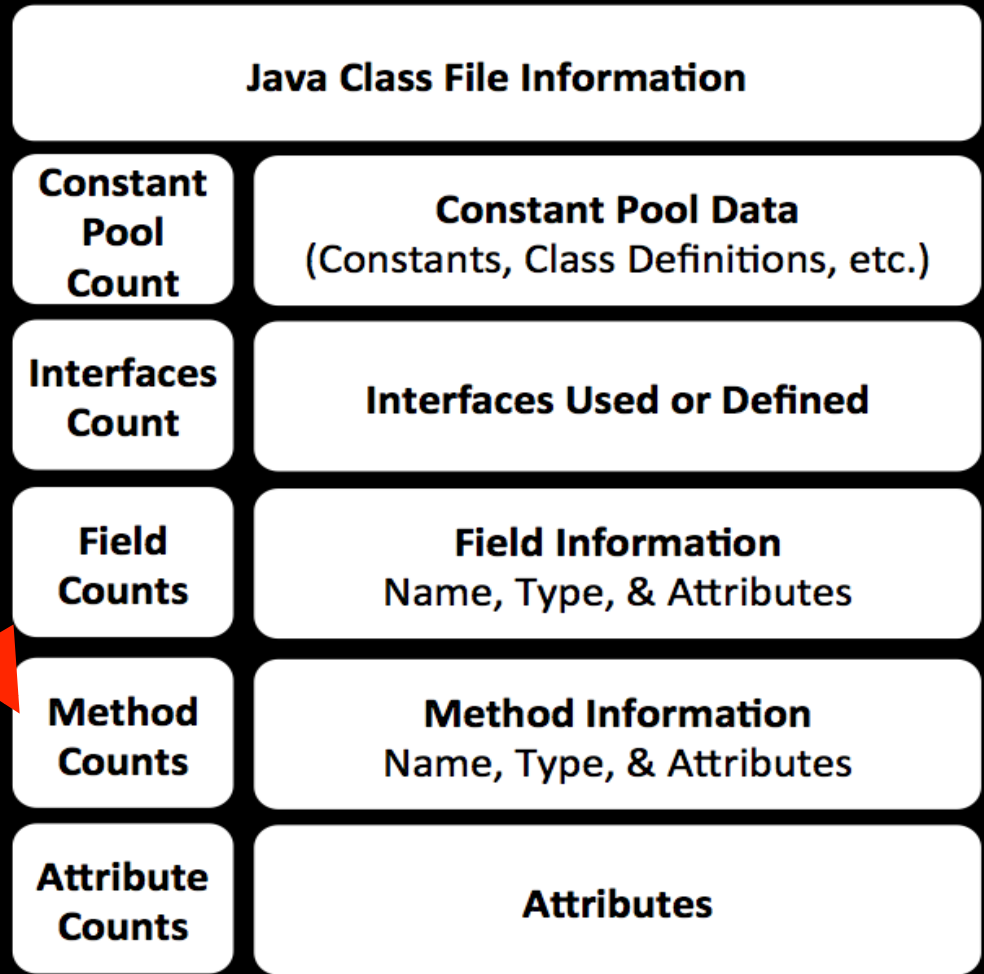 Java Class File Information
Constant
Pool
Count
Constant Pool Data
(Constants, Class Definitions, etc.)
Interfaces
Count
Interfaces Used or Defined
Field
Counts
Field Information
Name, Type, & Attributes
Method
Counts
Method Information
Name, Type, & Attributes
Attribute
Counts
Attributes